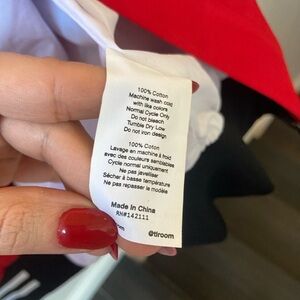 100% Cotton
Machine wash cold
with like colors
Normal Cycle Only
Do not bleach
Tumble Dry Low
Do not iron design
100% Cotton
Lavage en machine à froid
avec des couleurs semblables
Cycle normal uniquement
Ne pas javelliser
Sécher à basse température
Ne pas repasser le modèle
Made In China
RN#142111
@tiroom